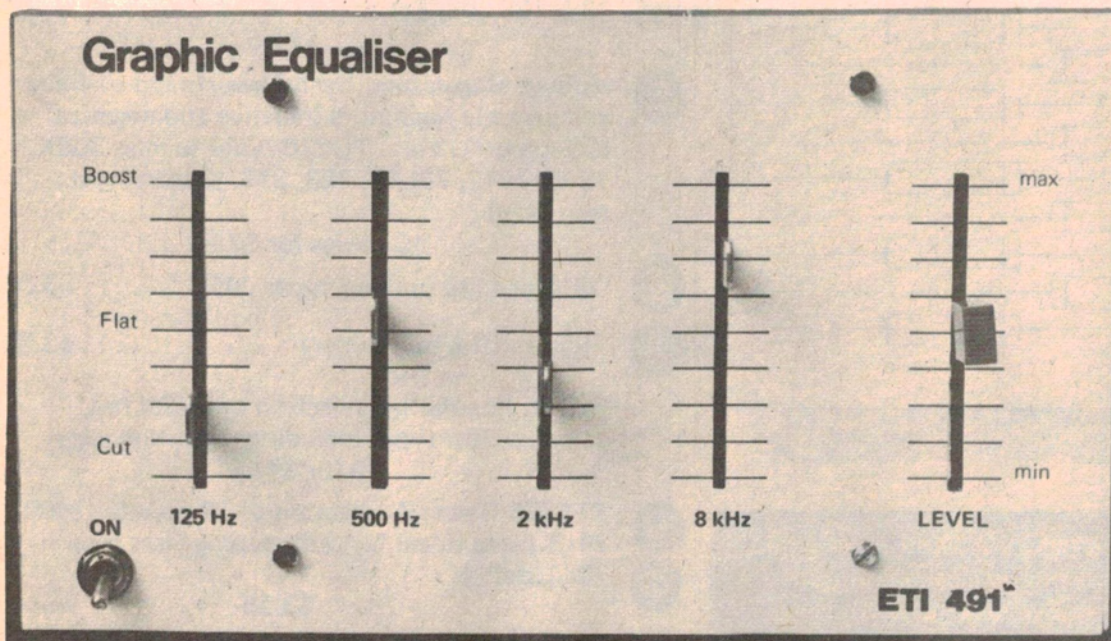 Graphic Equaliser
Boost
max
Flat
Cut
min
125 Hz
500 Hz
2 kHz
8 kHz
LEVEL
ON
ETI 491